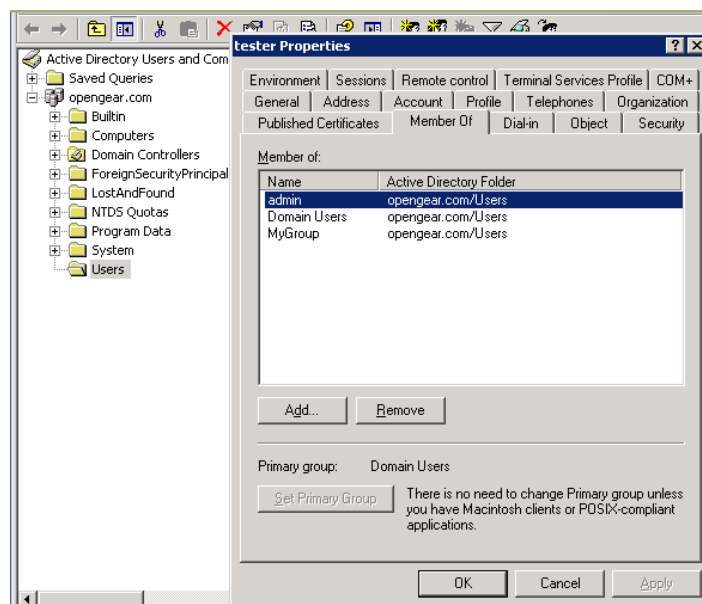 tester Properties
Active Directory Users and Com
Saved Queries
opengear.com
Builtin
Computers
Domain Controllers
ForeignSecurityPrincipal
LostAndFound
NTDS Quotas
Program Data
System
Users
Environment Sessions Remote control Terminal Services Profile COM+
General Address Account Profile Telephones Organization
Published Certificates Member Of Dial-in Object Security
Member of:
Name Active Directory Folder
admin opengear.com/Users
Domain Users opengear.com/Users
MyGroup opengear.com/Users
Add... Remove
Primary group: Domain Users
Set Primary Group
There is no need to change Primary group unless
you have Macintosh clients or POSIX-compliant
applications.
OK Cancel Apply